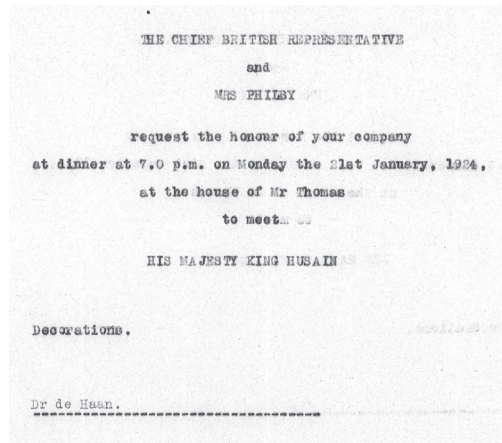 THE CHIEF BRITISH REPRESENTATIVE
and
MRS PHILBY
request the honour of your company
at dinner at 7.0 p.m. on Monday the 21st January, 1924,
at the house of Mr Thomas
to meet
HIS MAJESTY KING HUSAIN
Decorations.
Dr de Haan.